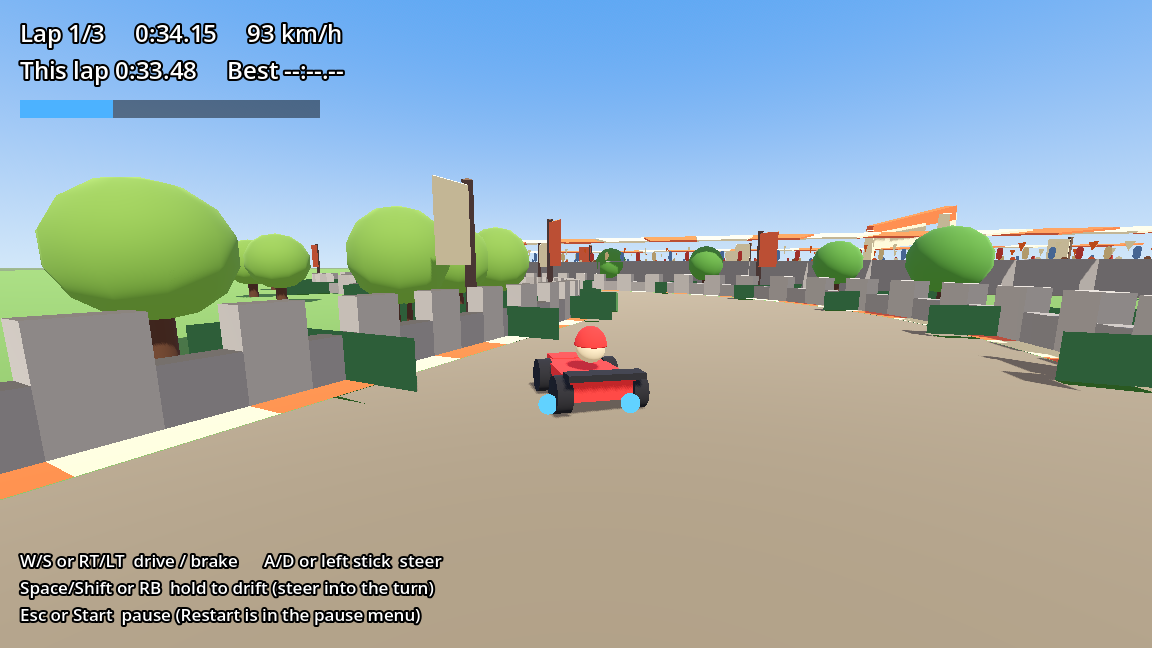 Lap 1/3 0:34.15 93 km/h
This lap 0:33.48 Best --:--.--
W/S or RT/LT drive / brake A/D or left stick steer
Space/Shift or RB hold to drift (steer into the turn)
Esc or Start pause (Restart is in the pause menu)